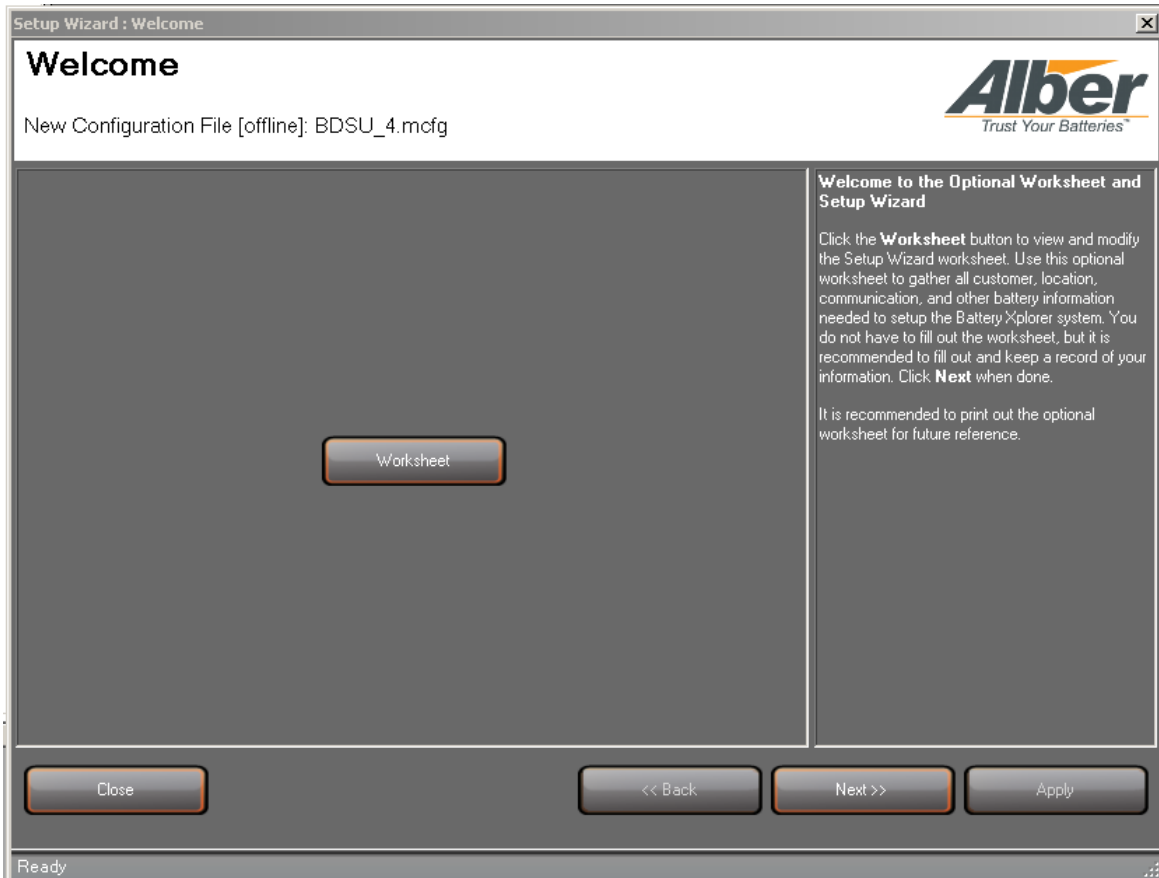 Setup Wizard : Welcome
Welcome
New Configuration File [offline]: BDSU_4.mcfg
Alber
Trust Your Batteries™
Welcome to the Optional Worksheet and
Setup Wizard
Click the Worksheet button to view and modify
the Setup Wizard worksheet. Use this optional
worksheet to gather all customer, location,
communication, and other battery information
needed to setup the Battery Xplorer system. You
do not have to fill out the worksheet, but it is
recommended to fill out and keep a record of your
information. Click Next when done.
It is recommended to print out the optional
worksheet for future reference.
Worksheet
Close
<< Back
Next >>
Apply
Ready